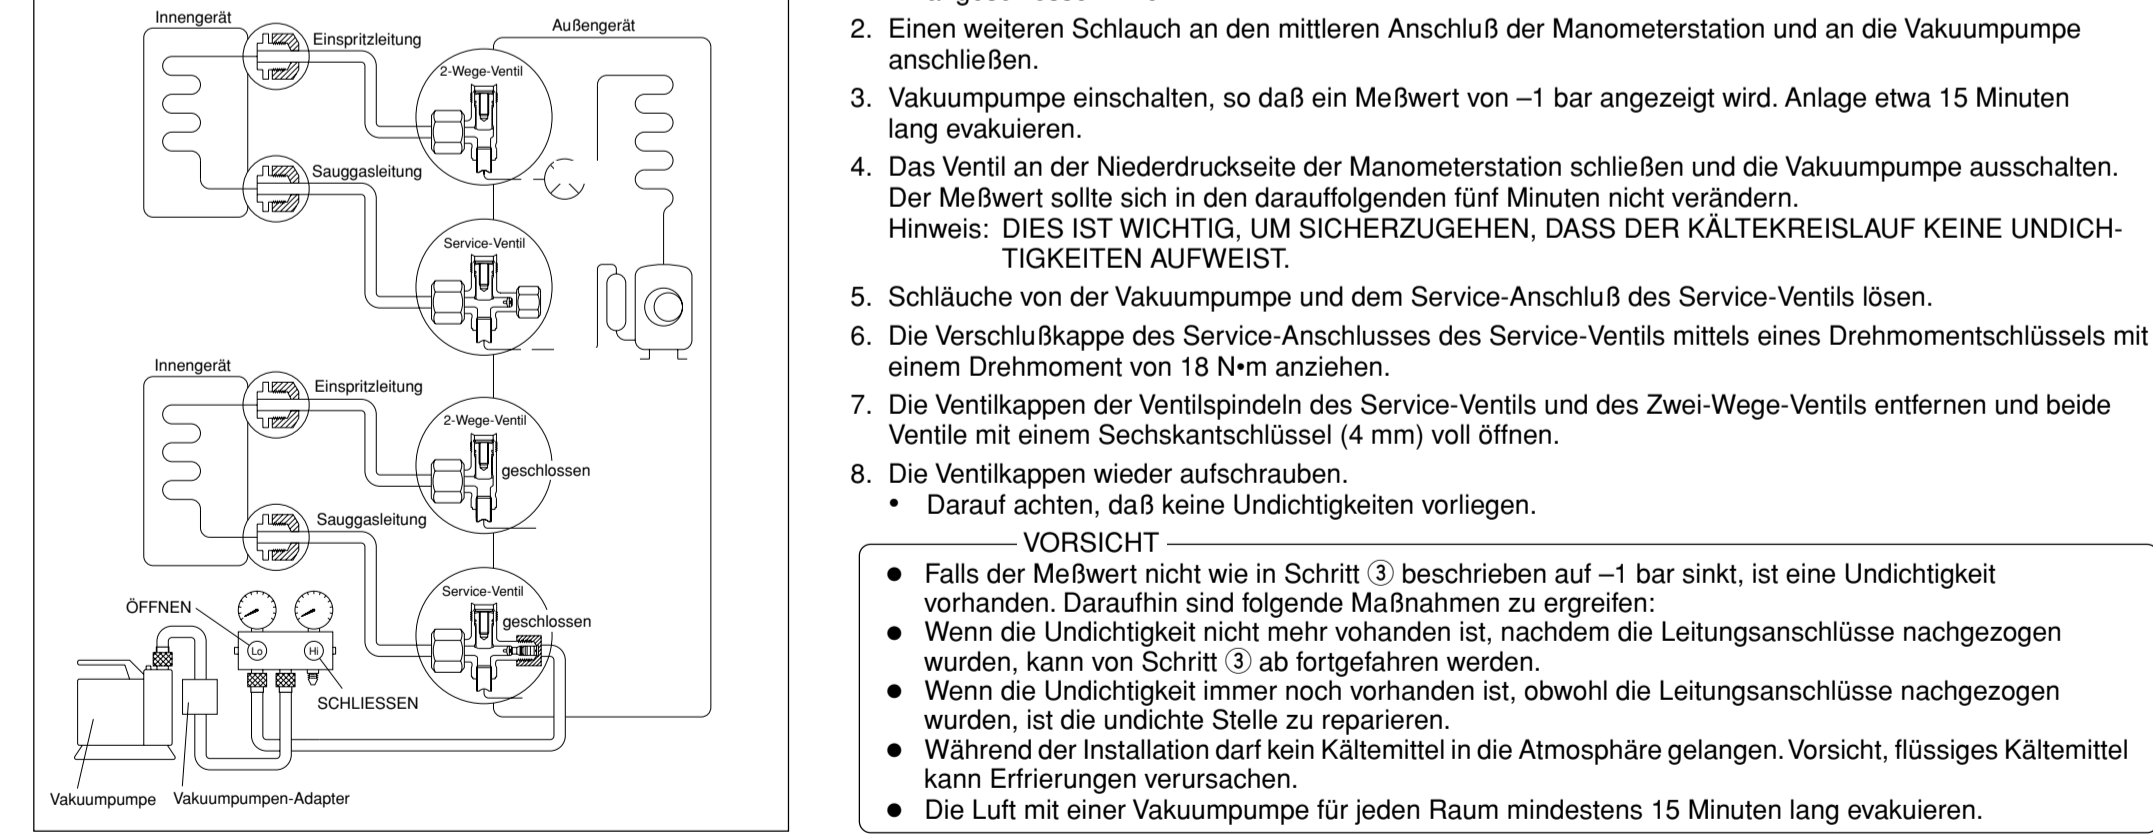 Innengerät
Außengerät
Einspritzleitung
2-Wege-Ventil
Sauggasleitung
Service-Ventil
Innengerät
Einspritzleitung
2-Wege-Ventil
geschlossen
Sauggasleitung
Service-Ventil
ÖFFNEN
geschlossen
Lo
Hi
SCHLIESSEN
Vakuumpumpe
Vakuumpumpen-Adapter
2. Einen weiteren Schlauch an den mittleren Anschluß der Manometerstation und an die Vakuumpumpe
anschließen.
3. Vakuumpumpe einschalten, so daß ein Meßwert von –1 bar angezeigt wird. Anlage etwa 15 Minuten
lang evakuieren.
4. Das Ventil an der Niederdruckseite der Manometerstation schließen und die Vakuumpumpe ausschalten.
Der Meßwert sollte sich in den darauffolgenden fünf Minuten nicht verändern.
Hinweis: DIES IST WICHTIG, UM SICHERZUGEHEN, DASS DER KÄLTEKREISLAUF KEINE UNDICH-
TIGKEITEN AUFWEIST.
5. Schläuche von der Vakuumpumpe und dem Service-Anschluß des Service-Ventils lösen.
6. Die Verschlußkappe des Service-Anschlusses des Service-Ventils mittels eines Drehmomentschlüssels mit
einem Drehmoment von 18 N•m anziehen.
7. Die Ventilkappen der Ventilspindeln des Service-Ventils und des Zwei-Wege-Ventils entfernen und beide
Ventile mit einem Sechskantschlüssel (4 mm) voll öffnen.
8. Die Ventilkappen wieder aufschrauben.
• Darauf achten, daß keine Undichtigkeiten vorliegen.
VORSICHT
● Falls der Meßwert nicht wie in Schritt ③ beschrieben auf –1 bar sinkt, ist eine Undichtigkeit
vorhanden. Daraufhin sind folgende Maßnahmen zu ergreifen:
● Wenn die Undichtigkeit nicht mehr vohanden ist, nachdem die Leitungsanschlüsse nachgezogen
wurden, kann von Schritt ③ ab fortgefahren werden.
● Wenn die Undichtigkeit immer noch vorhanden ist, obwohl die Leitungsanschlüsse nachgezogen
wurden, ist die undichte Stelle zu reparieren.
● Während der Installation darf kein Kältemittel in die Atmosphäre gelangen. Vorsicht, flüssiges Kältemittel
kann Erfrierungen verursachen.
● Die Luft mit einer Vakuumpumpe für jeden Raum mindestens 15 Minuten lang evakuieren.